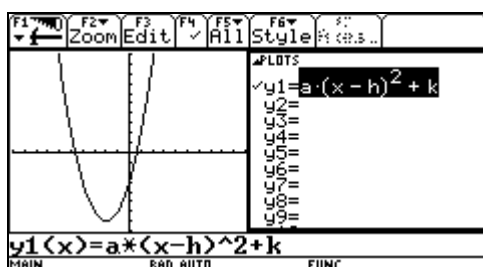 F1 F2 F3 F4 F5 F6
Zoom Edit ✓ All Style
PLOTS
✓y1=a·(x - h)² + k
y2=
y3=
y4=
y5=
y6=
y7=
y8=
y9=
y1(x)=a*(x-h)^2+k
MAIN RAD AUTO FUNC